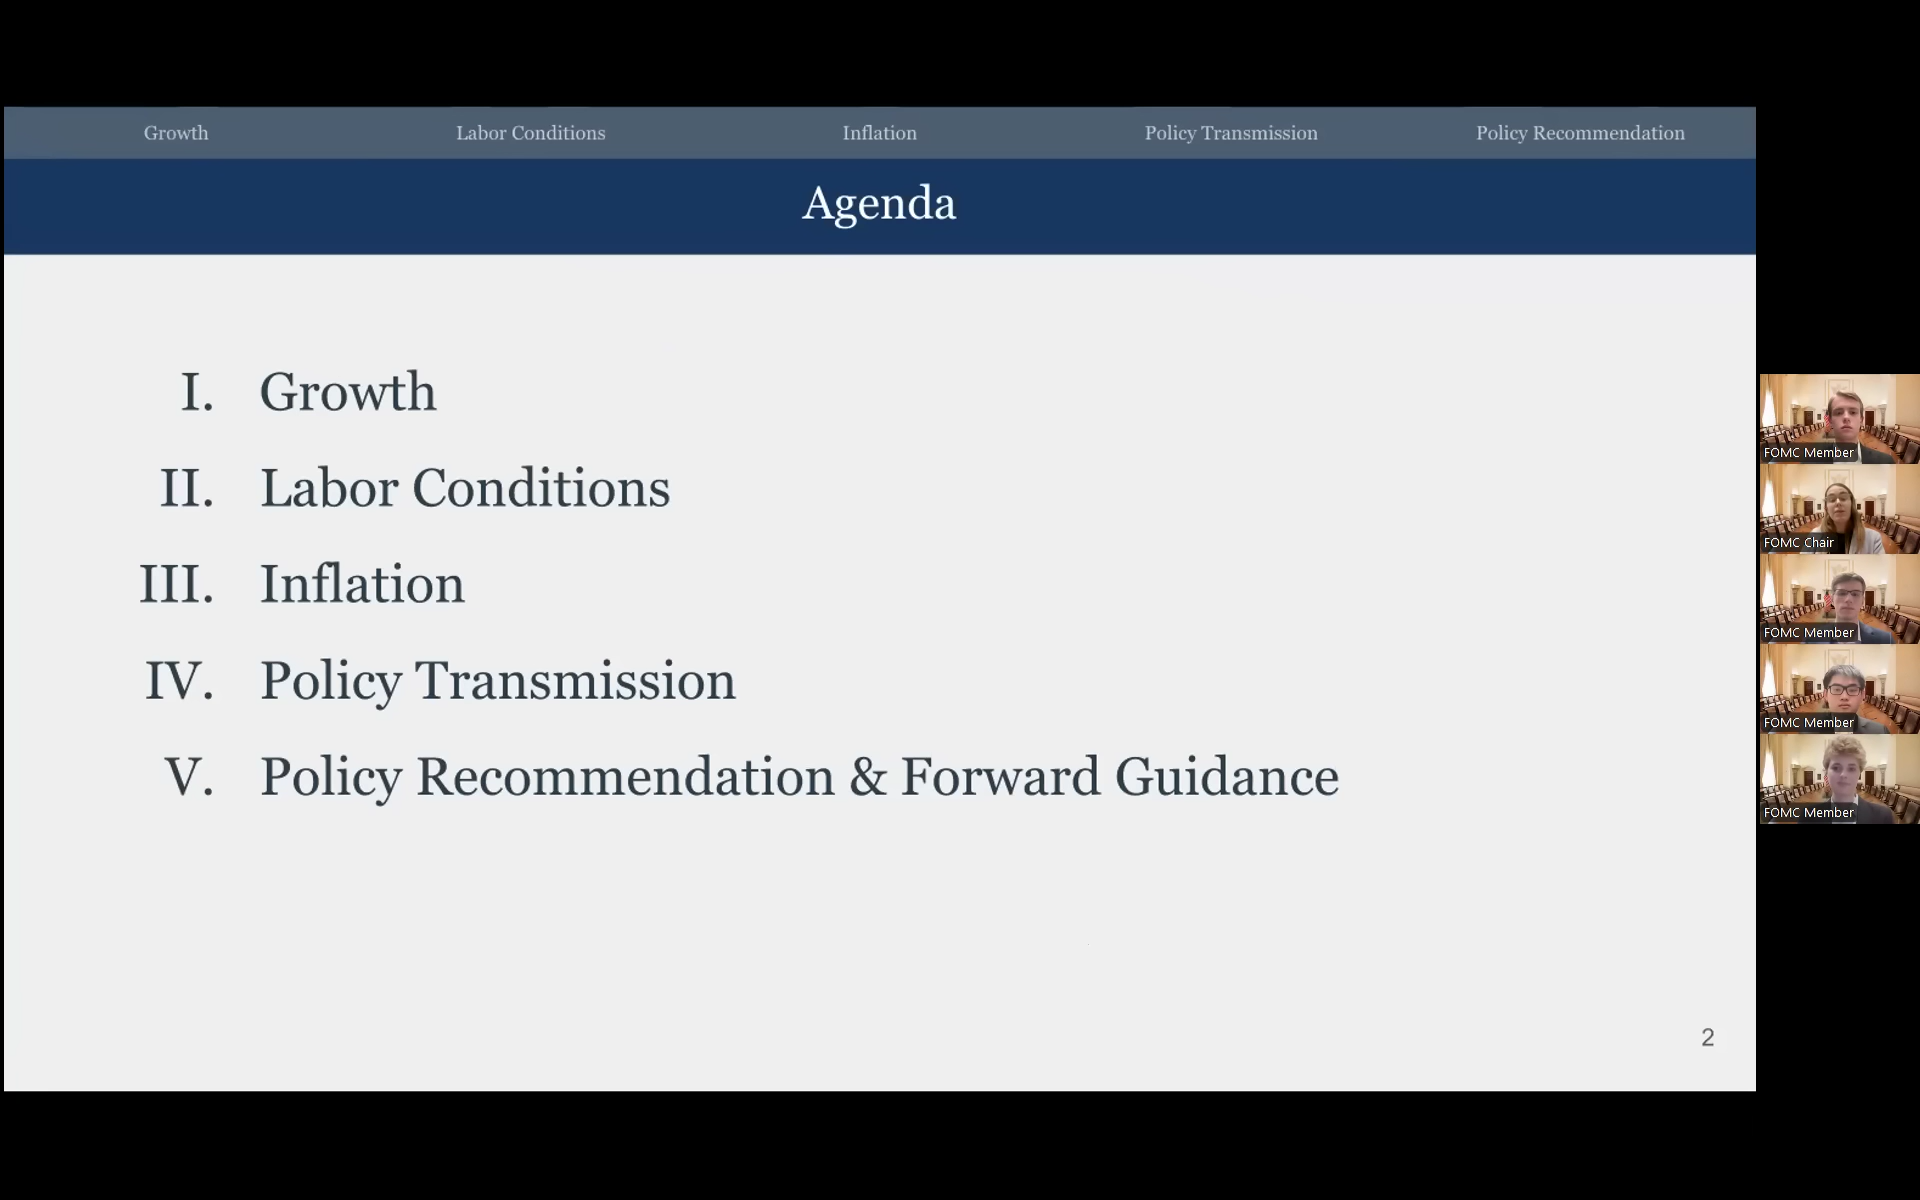 Growth
Labor Conditions
Inflation
Policy Transmission
Policy Recommendation
Agenda
I. Growth
II. Labor Conditions
III. Inflation
IV. Policy Transmission
V. Policy Recommendation & Forward Guidance
2
FOMC Member
FOMC Chair
FOMC Member
FOMC Member
FOMC Member